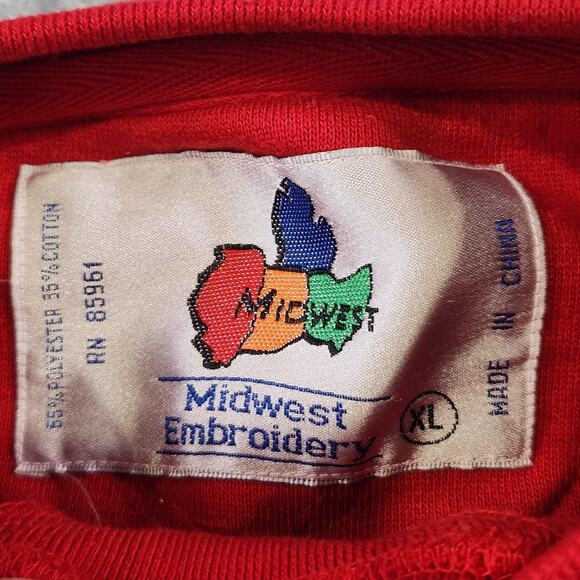 65% POLYESTER 35% COTTON
RN 85961
MIDWEST
Midwest
Embroidery
XL
MADE IN CHINA